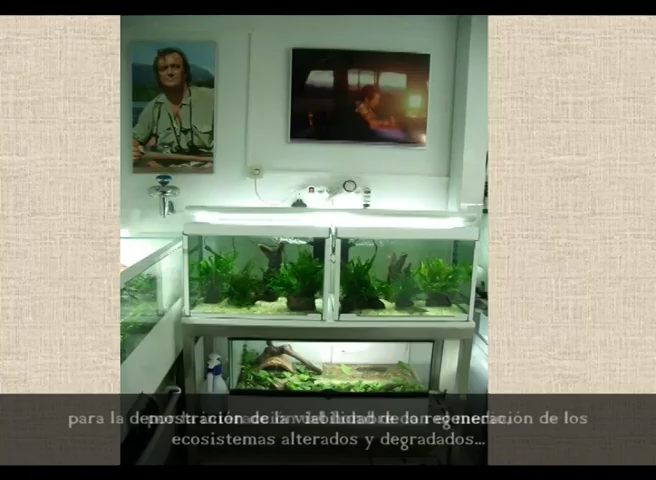 para la demostración de la viabilidad de la regeneración de los
ecosistemas alterados y degradados...